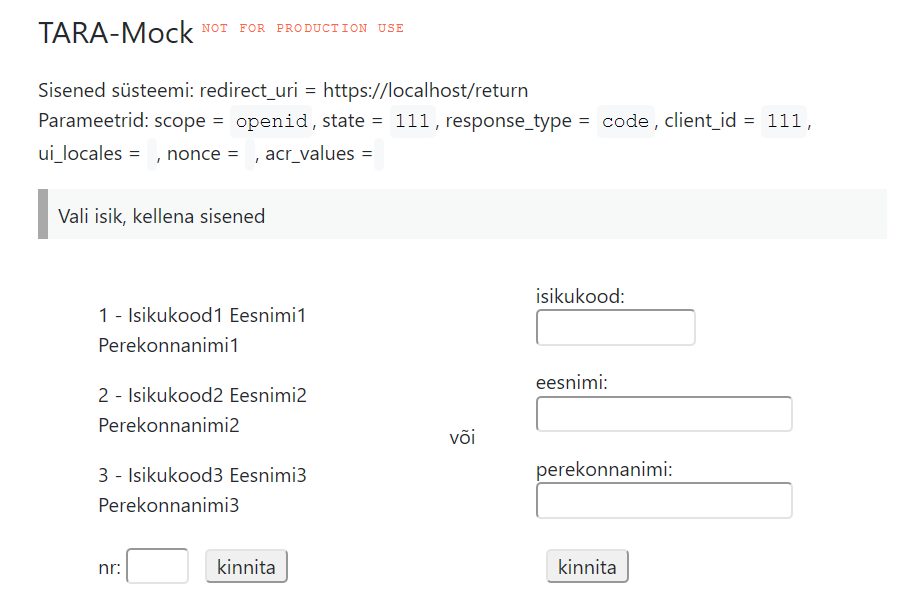 TARA-Mock NOT FOR PRODUCTION USE
Sisened süsteemi: redirect_uri = https://localhost/return
Parameetrid: scope = openid, state = 111, response_type = code, client_id = 111,
ui_locales = , nonce = , acr_values =
Vali isik, kellena sisened
1 - Isikukood1 Eesnimi1
Perekonnanimi1
2 - Isikukood2 Eesnimi2
Perekonnanimi2
3 - Isikukood3 Eesnimi3
Perekonnanimi3
nr: kinnita
või
isikukood:
eesnimi:
perekonnanimi:
kinnita